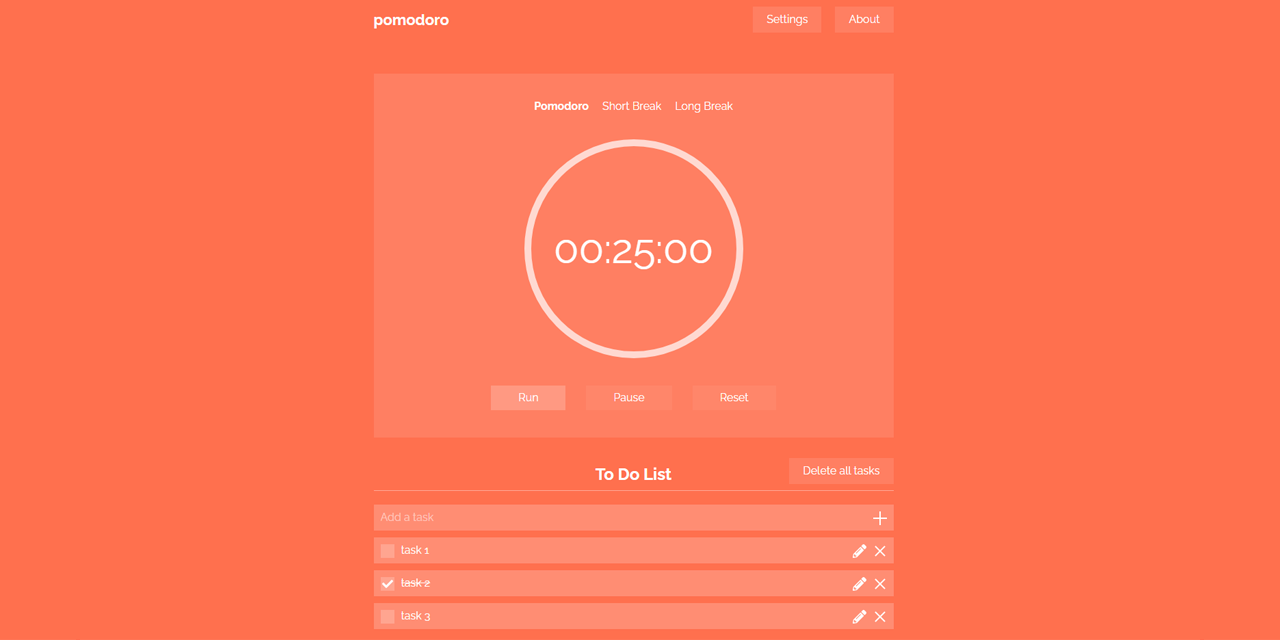 pomodoro
Settings
About
Pomodoro
Short Break
Long Break
00:25:00
Run
Pause
Reset
To Do List
Delete all tasks
Add a task
task 1
task 2
task 3